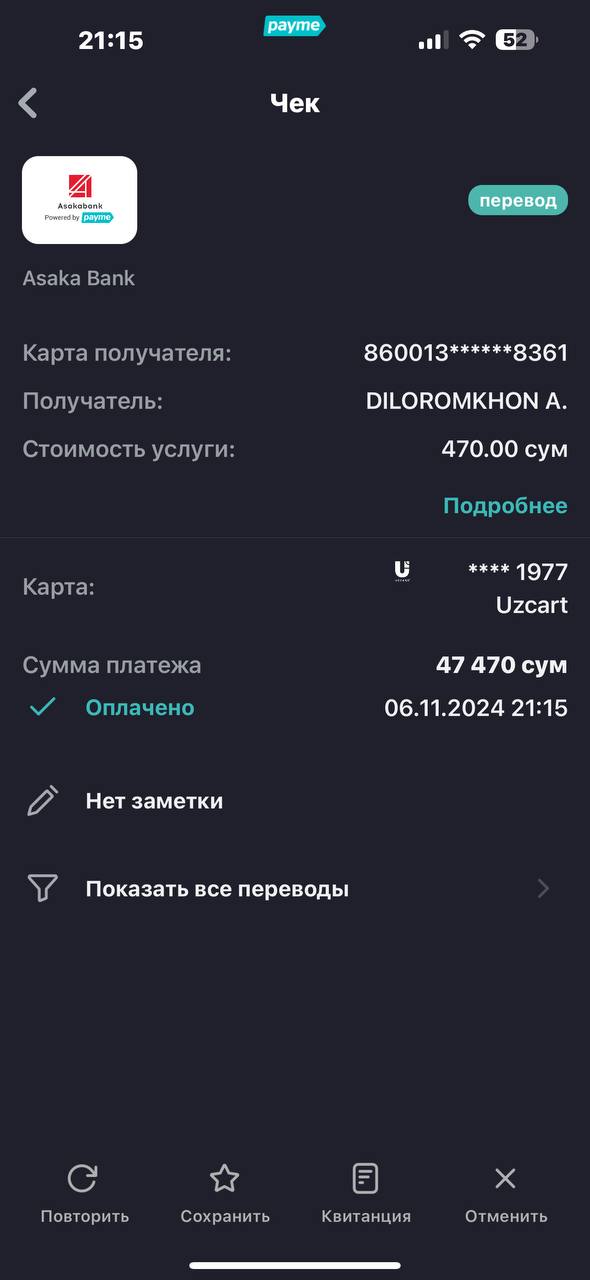 21:15
payme
52
Чек
Asakabank
Powered by payme
перевод
Asaka Bank
Карта получателя: 860013******8361
Получатель: DILOROMKHON A.
Стоимость услуги: 470.00 сум
Подробнее
Карта: **** 1977
Uzcart
Сумма платежа 47 470 сум
Оплачено 06.11.2024 21:15
Нет заметки
Показать все переводы
Повторить Сохранить Квитанция Отменить